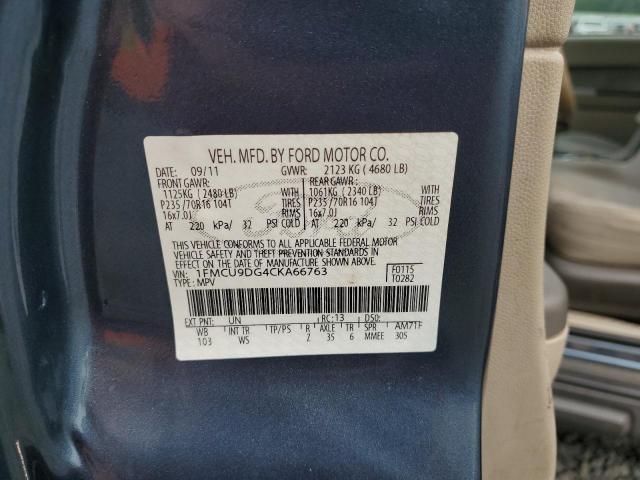 VEH. MFD. BY FORD MOTOR CO.
DATE: 09/11 GVWR: 2123 KG ( 4680 LB)
FRONT GAWR: REAR GAWR:
1125KG ( 2480 LB) WITH 1061KG ( 2340 LB) WITH
P235 /70R16 104T TIRES P235 /70R16 104T TIRES
16x7.0J RIMS 16x7.0J RIMS
AT 220 kPa/ 32 PSI COLD AT 220 kPa/ 32 PSI COLD
THIS VEHICLE CONFORMS TO ALL APPLICABLE FEDERAL MOTOR
VEHICLE SAFETY AND THEFT PREVENTION STANDARDS IN
EFFECT ON THE DATE OF MANUFACTURE SHOWN ABOVE.
VIN: 1FMCU9DG4CKA66763 F0115
TYPE: MPV T0282
EXT PNT: UN RC: 13 DSO:
WB INT TR TP/PS R AXLE TR SPR AM71F
103 WS 2 35 6 MMEE 305